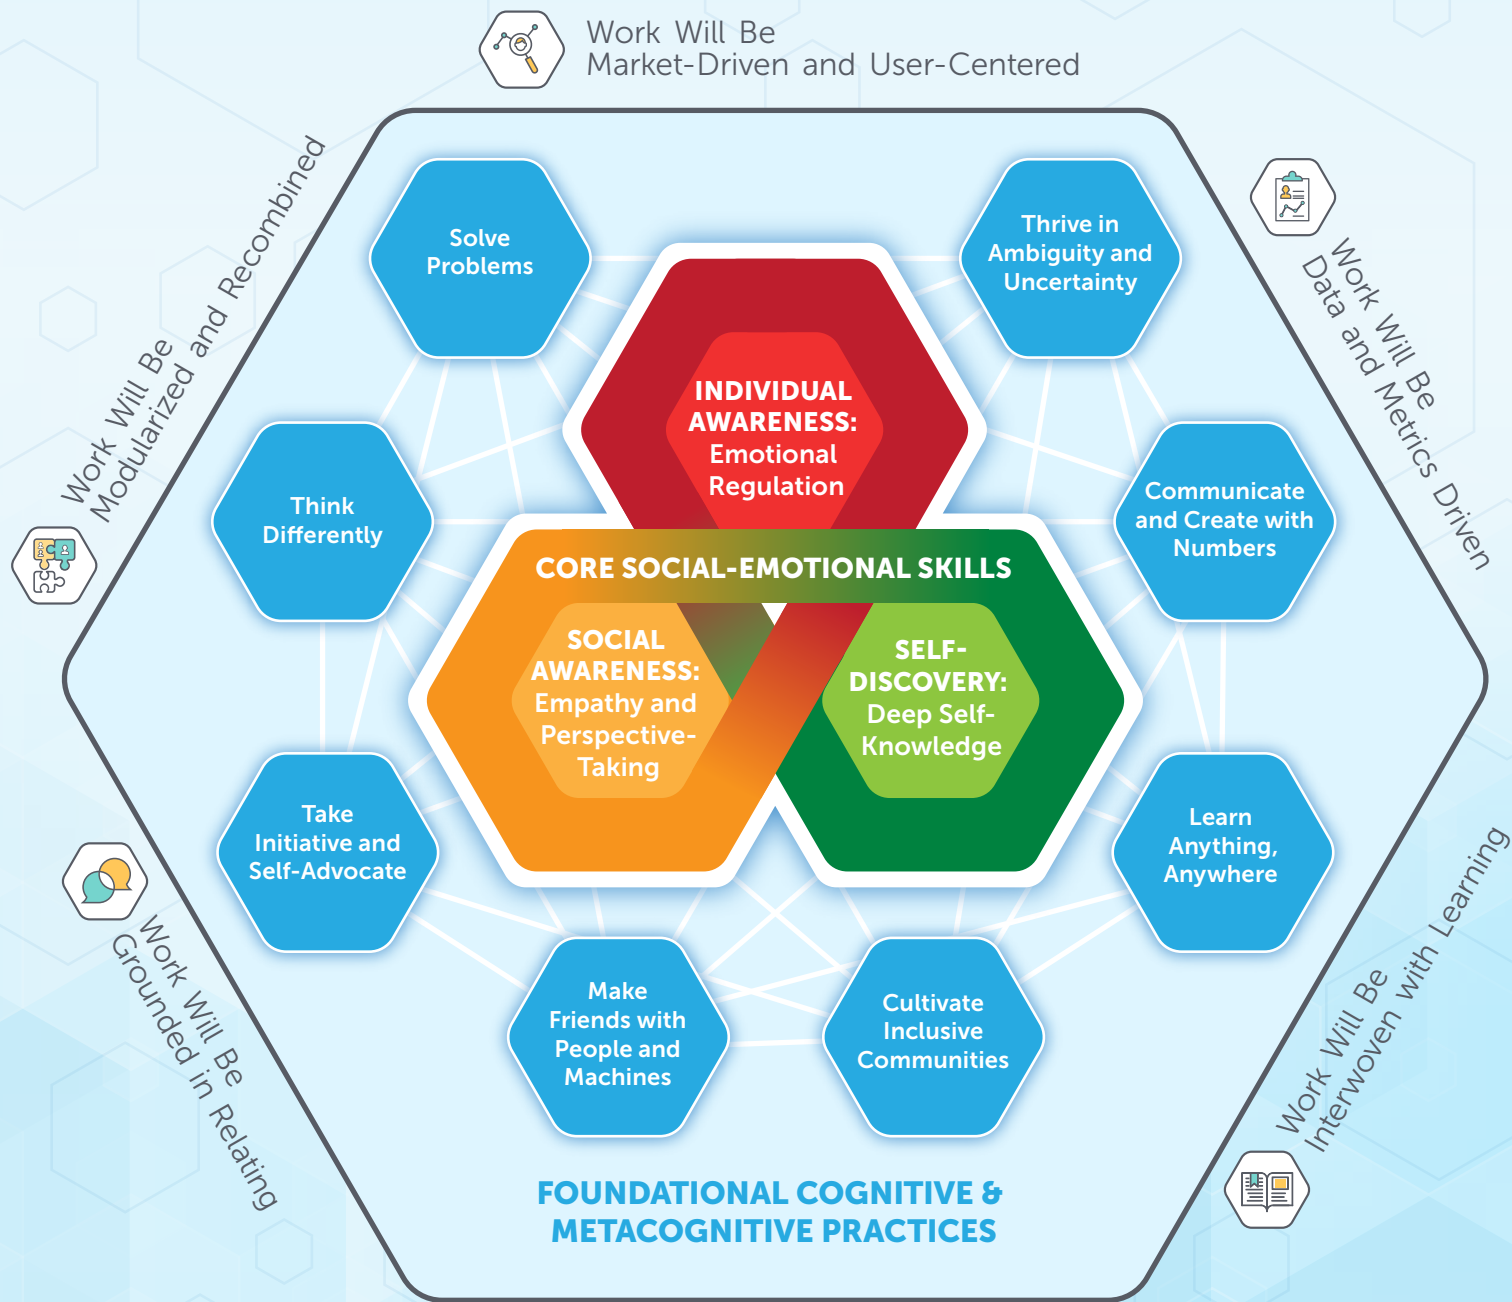 Work Will Be
Market-Driven and User-Centered
Work Will Be
Modularized and Recombined
Work Will Be
Data and Metrics Driven
Solve
Problems
Thrive in
Ambiguity and
Uncertainty
INDIVIDUAL
AWARENESS:
Emotional
Regulation
Think
Differently
Communicate
and Create with
Numbers
CORE SOCIAL-EMOTIONAL SKILLS
SOCIAL
AWARENESS:
Empathy and
Perspective-
Taking
SELF-
DISCOVERY:
Deep Self-
Knowledge
Take
Initiative and
Self-Advocate
Learn
Anything,
Anywhere
Make
Friends with
People and
Machines
Cultivate
Inclusive
Communities
Work Will Be
Grounded in Relating
Work Will Be
Interwoven with Learning
FOUNDATIONAL COGNITIVE &
METACOGNITIVE PRACTICES